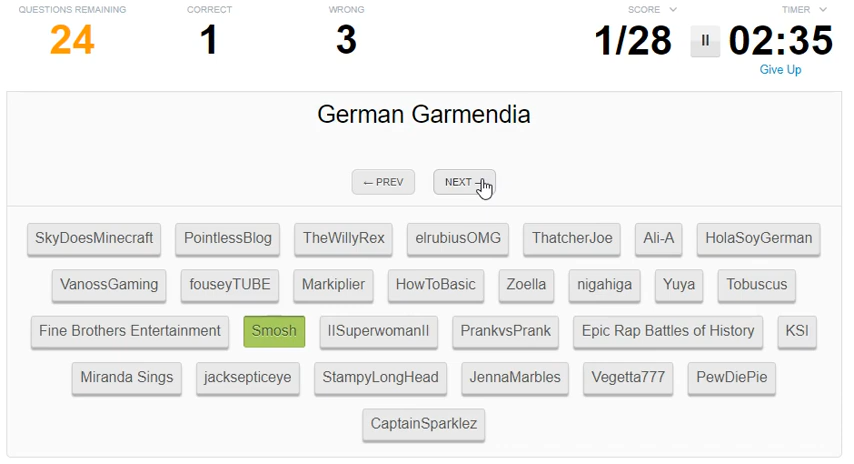 QUESTIONS REMAINING CORRECT WRONG SCORE TIMER
24 1 3 1/28 II 02:35
Give Up
German Garmendia
← PREV NEXT →
SkyDoesMinecraft PointlessBlog TheWillyRex elrubiusOMG ThatcherJoe Ali-A HolaSoyGerman
VanossGaming fouseyTUBE Markiplier HowToBasic Zoella nigahiga Yuya Tobuscus
Fine Brothers Entertainment Smosh IISuperwomanII PrankvsPrank Epic Rap Battles of History KSI
Miranda Sings jacksepticeye StampyLongHead JennaMarbles Vegetta777 PewDiePie
CaptainSparklez